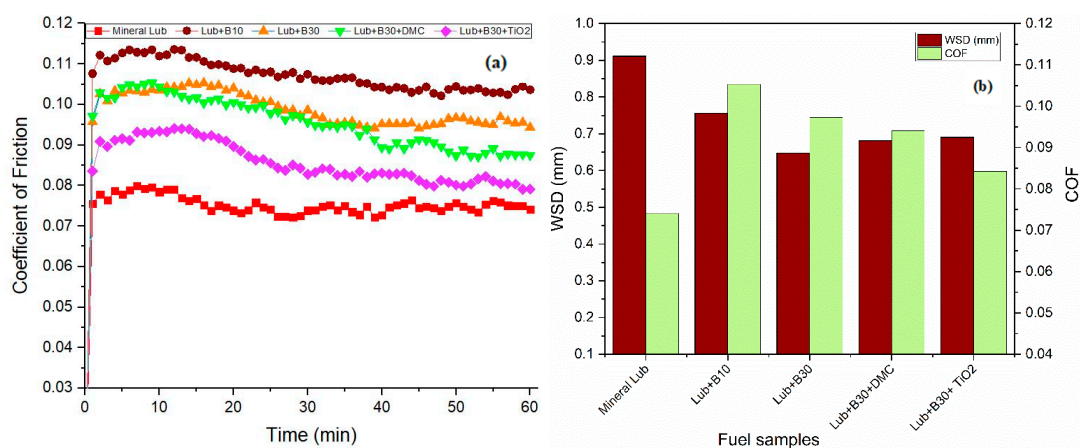 Mineral Lub Lub+B10 Lub+B30 Lub+B30+DMC Lub+B30+TiO2
(a)
Coefficient of Friction
0.12
0.11
0.10
0.09
0.08
0.07
0.06
0.05
0.04
0.03
0 10 20 30 40 50 60
Time (min)
WSD (mm)
COF
(b)
WSD (mm)
1.0
0.9
0.8
0.7
0.6
0.5
0.4
0.3
0.2
0.1
0.12
0.11
0.10
0.09
0.08
0.07
0.06
0.05
0.04
COF
Mineral Lub
Lub+B10
Lub+B30
Lub+B30+DMC
Lub+B30+ TiO2
Fuel samples